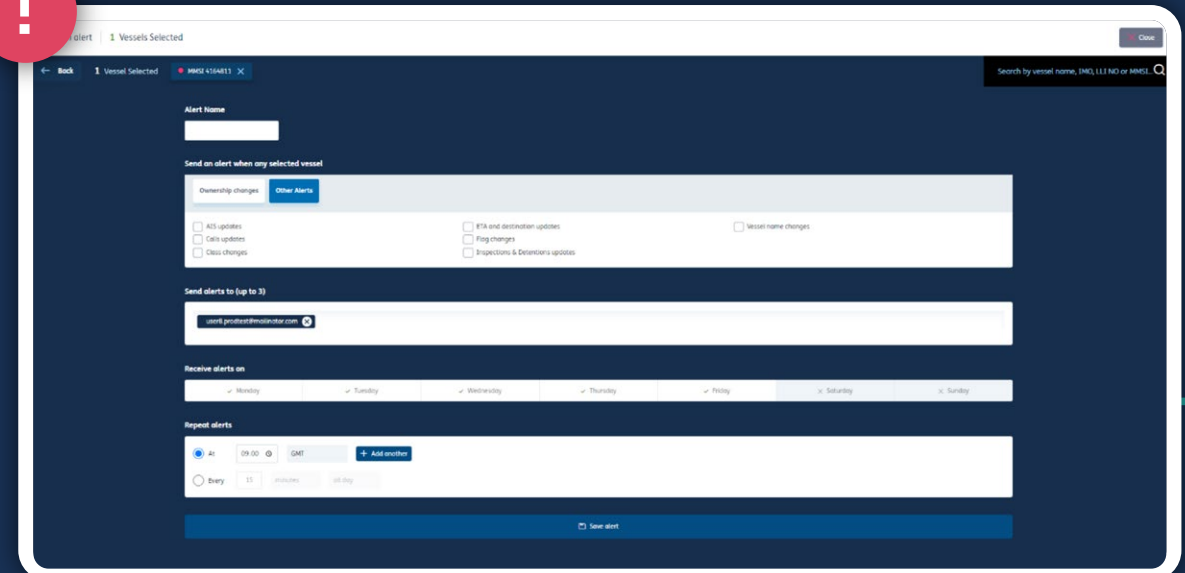 !
alert 1 Vessels Selected Close
Back 1 Vessel Selected MMSI 4164811 Search by vessel name, IMO, LLI NO or MMSI...
Alert Name
Send an alert when any selected vessel
Ownership changes Other Alerts
AIS updates ETA and destination updates Vessel name changes
Calls updates Flag changes
Class changes Inspections & Detentions updates
Send alerts to (up to 3)
Receive alerts on
Monday Tuesday Wednesday Thursday Friday Saturday Sunday
Repeat alerts
At 09:00 GMT + Add another
Every 15 minutes all day
Save alert